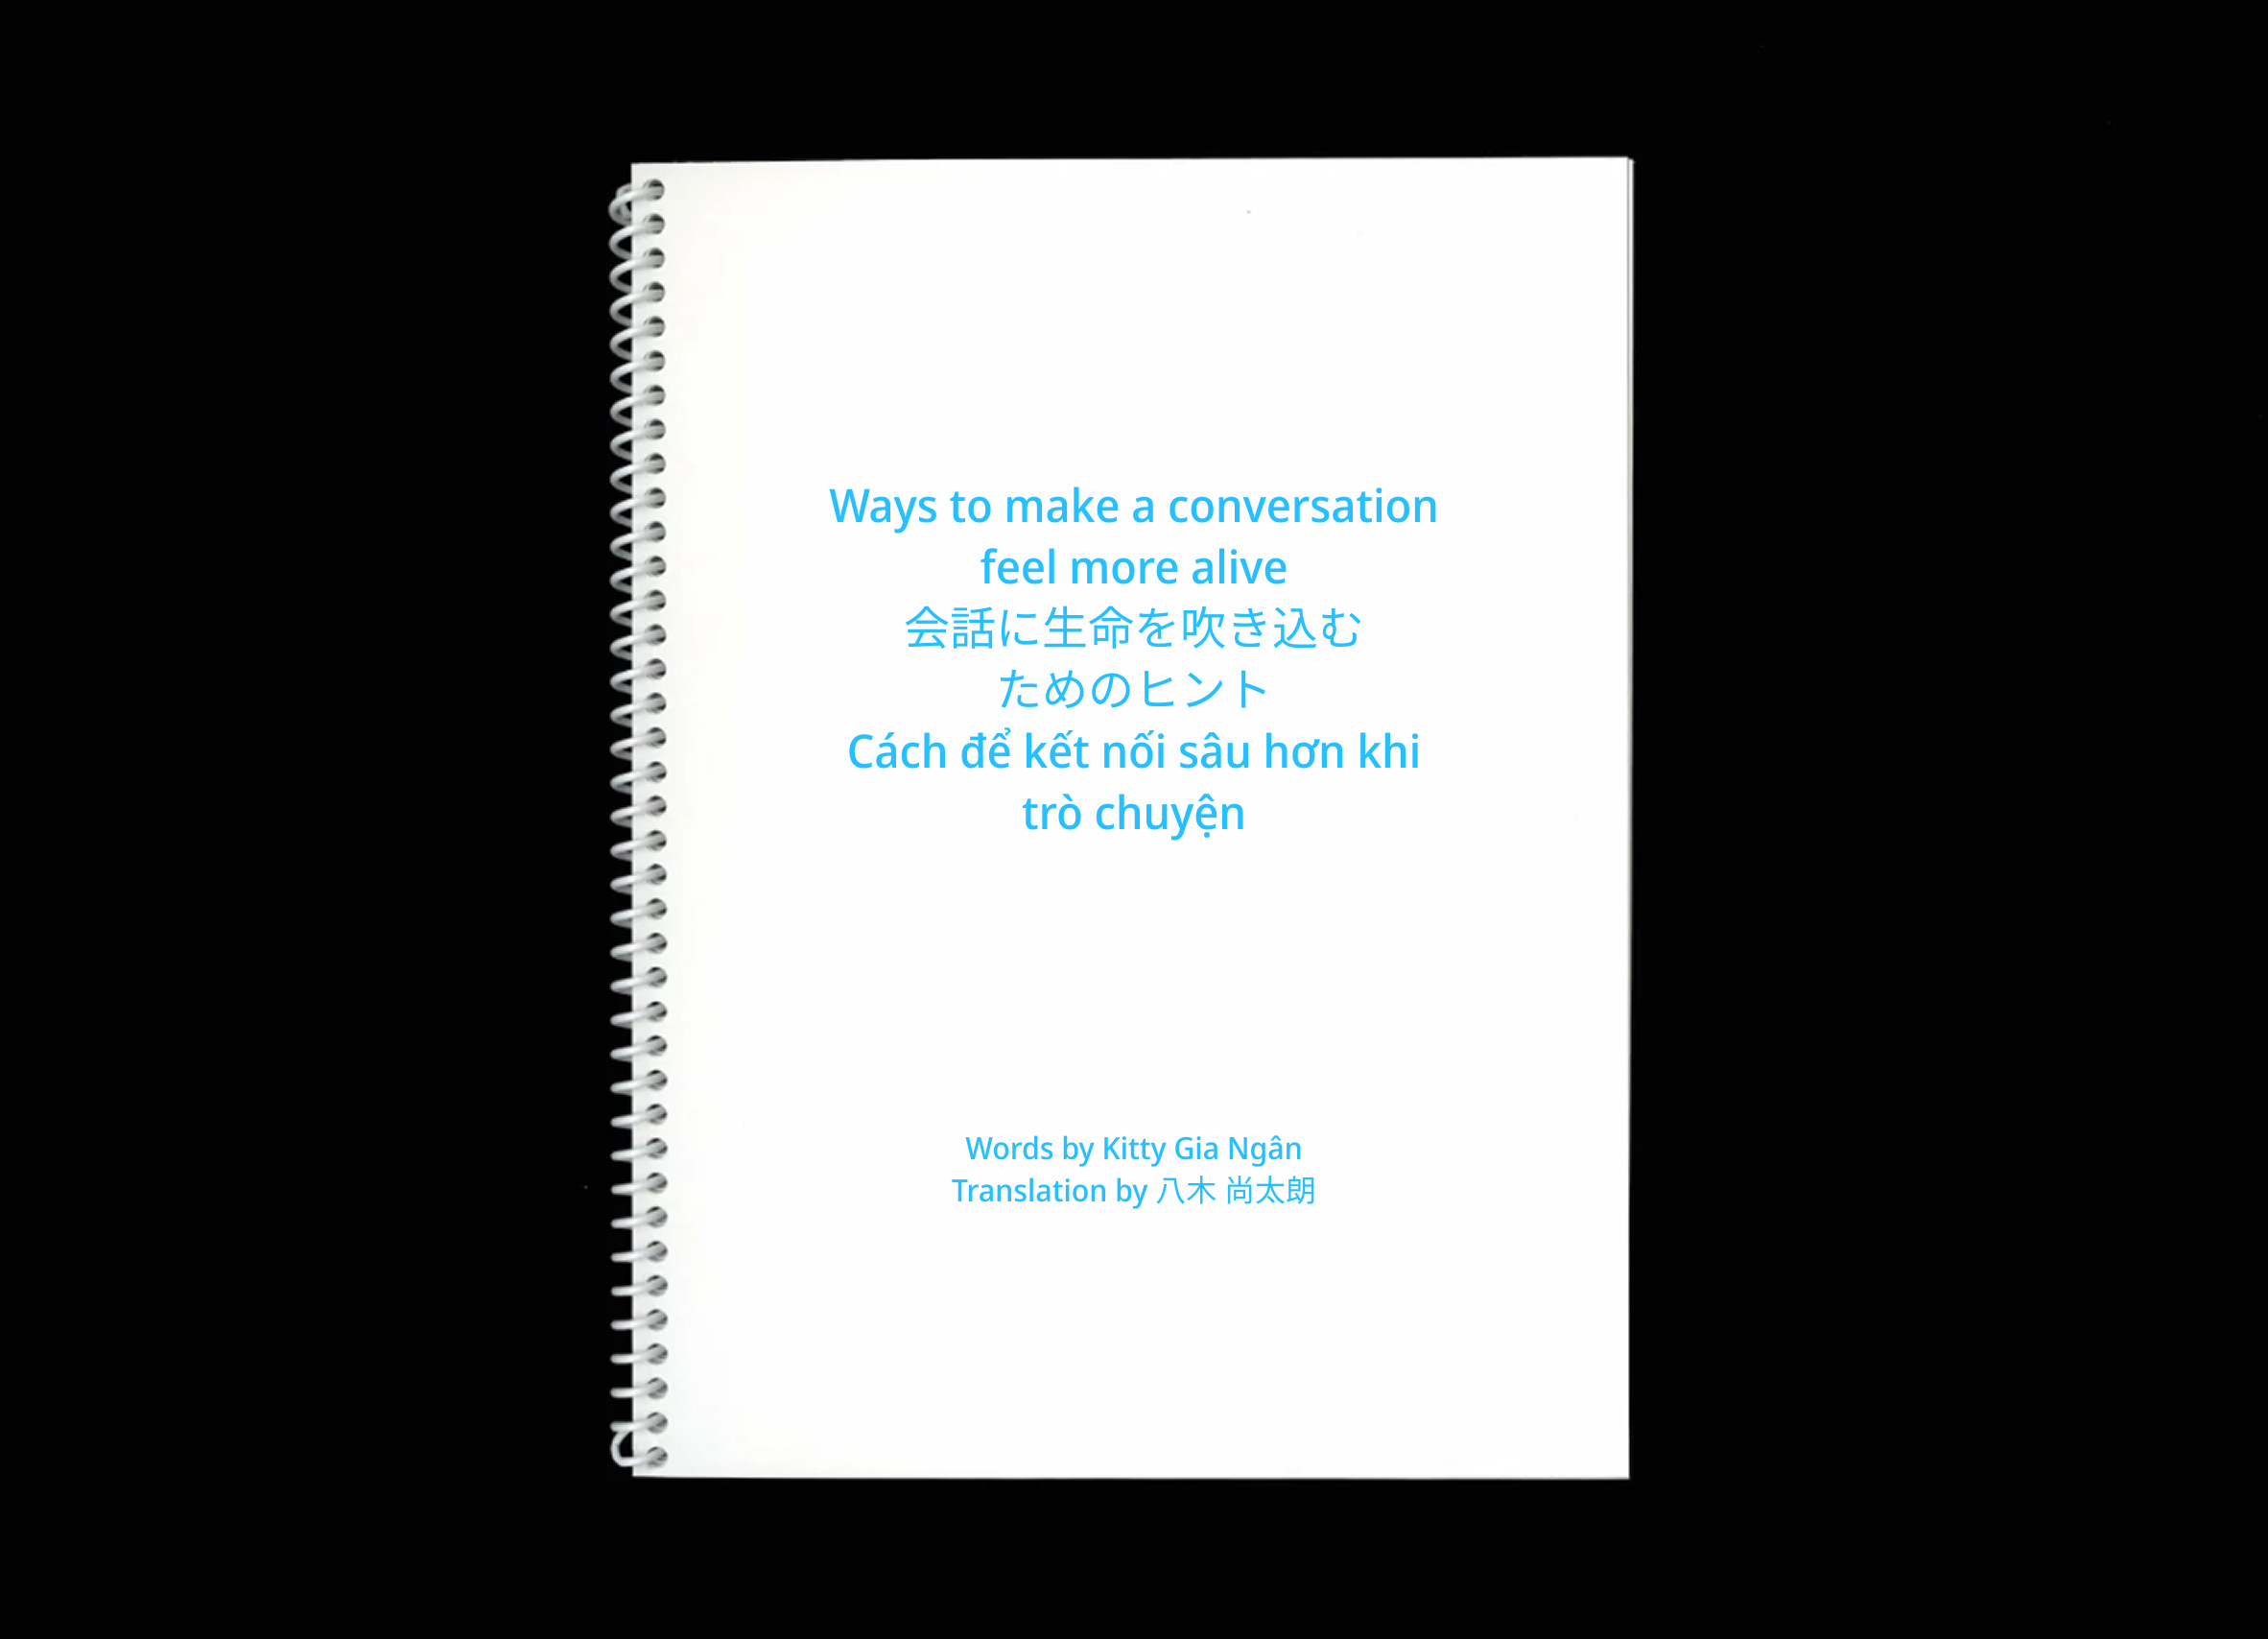 Ways to make a conversation
feel more alive
会話に生命を吹き込む
ためのヒント
Cách để kết nối sâu hơn khi
trò chuyện
Words by Kitty Gia Ngân
Translation by 八木 尚太朗